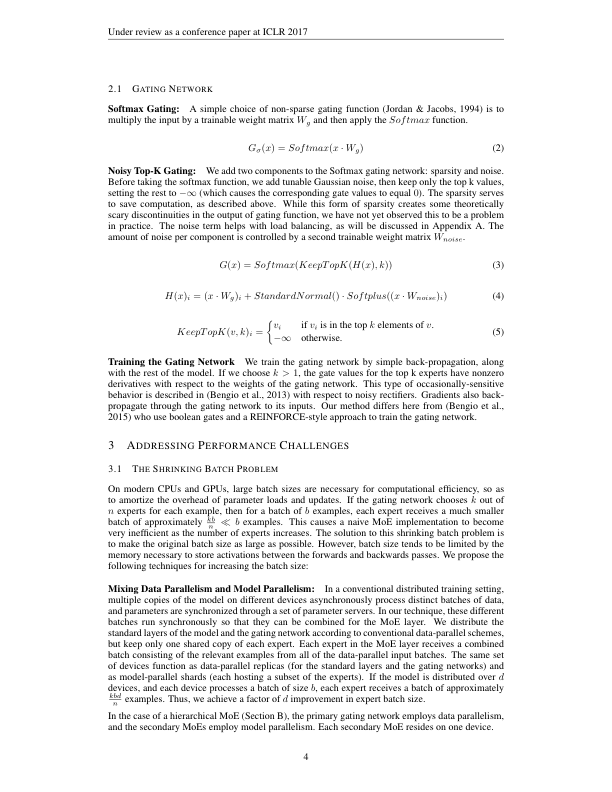 Under review as a conference paper at ICLR 2017
2.1 GATING NETWORK
Softmax Gating: A simple choice of non-sparse gating function (Jordan & Jacobs, 1994) is to
multiply the input by a trainable weight matrix W_g and then apply the Softmax function.
G_σ(x) = Softmax(x · W_g) (2)
Noisy Top-K Gating: We add two components to the Softmax gating network: sparsity and noise.
Before taking the softmax function, we add tunable Gaussian noise, then keep only the top k values,
setting the rest to −∞ (which causes the corresponding gate values to equal 0). The sparsity serves
to save computation, as described above. While this form of sparsity creates some theoretically
scary discontinuities in the output of gating function, we have not yet observed this to be a problem
in practice. The noise term helps with load balancing, as will be discussed in Appendix A. The
amount of noise per component is controlled by a second trainable weight matrix W_noise.
G(x) = Softmax(KeepTopK(H(x), k)) (3)
H(x)_i = (x · W_g)_i + StandardNormal() · Softplus((x · W_noise)_i) (4)
KeepTopK(v, k)_i = { v_i if v_i is in the top k elements of v.
−∞ otherwise. (5)
Training the Gating Network We train the gating network by simple back-propagation, along
with the rest of the model. If we choose k > 1, the gate values for the top k experts have nonzero
derivatives with respect to the weights of the gating network. This type of occasionally-sensitive
behavior is described in (Bengio et al., 2013) with respect to noisy rectifiers. Gradients also back-
propagate through the gating network to its inputs. Our method differs here from (Bengio et al.,
2015) who use boolean gates and a REINFORCE-style approach to train the gating network.
3 ADDRESSING PERFORMANCE CHALLENGES
3.1 THE SHRINKING BATCH PROBLEM
On modern CPUs and GPUs, large batch sizes are necessary for computational efficiency, so as
to amortize the overhead of parameter loads and updates. If the gating network chooses k out of
n experts for each example, then for a batch of b examples, each expert receives a much smaller
batch of approximately kb/n ≪ b examples. This causes a naive MoE implementation to become
very inefficient as the number of experts increases. The solution to this shrinking batch problem is
to make the original batch size as large as possible. However, batch size tends to be limited by the
memory necessary to store activations between the forwards and backwards passes. We propose the
following techniques for increasing the batch size:
Mixing Data Parallelism and Model Parallelism: In a conventional distributed training setting,
multiple copies of the model on different devices asynchronously process distinct batches of data,
and parameters are synchronized through a set of parameter servers. In our technique, these different
batches run synchronously so that they can be combined for the MoE layer. We distribute the
standard layers of the model and the gating network according to conventional data-parallel schemes,
but keep only one shared copy of each expert. Each expert in the MoE layer receives a combined
batch consisting of the relevant examples from all of the data-parallel input batches. The same set
of devices function as data-parallel replicas (for the standard layers and the gating networks) and
as model-parallel shards (each hosting a subset of the experts). If the model is distributed over d
devices, and each device processes a batch of size b, each expert receives a batch of approximately
kbd/n examples. Thus, we achieve a factor of d improvement in expert batch size.
In the case of a hierarchical MoE (Section B), the primary gating network employs data parallelism,
and the secondary MoEs employ model parallelism. Each secondary MoE resides on one device.
4